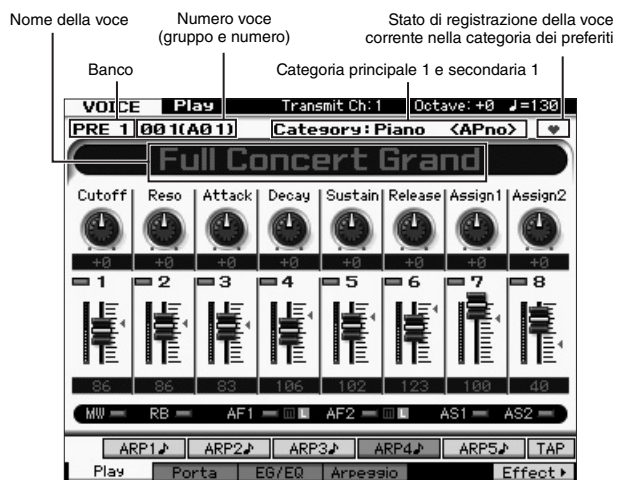 Nome della voce
Numero voce
(gruppo e numero)
Stato di registrazione della voce
corrente nella categoria dei preferiti
Banco
Categoria principale 1 e secondaria 1
VOICE Play Transmit Ch: 1 Octave: +0 ♩=130
PRE 1 001(A01) Category: Piano <APno> ♥
Full Concert Grand
Cutoff Reso Attack Decay Sustain Release Assign1 Assign2
+0 +0 +0 +0 +0 +0 +0 +0
1 2 3 4 5 6 7 8
86 86 83 106 102 123 100 40
MW RB AF1 m L AF2 m L AS1 AS2
ARP1♪ ARP2♪ ARP3♪ ARP4♪ ARP5♪ TAP
Play Porta EG/EQ Arpeggio Effect ▶